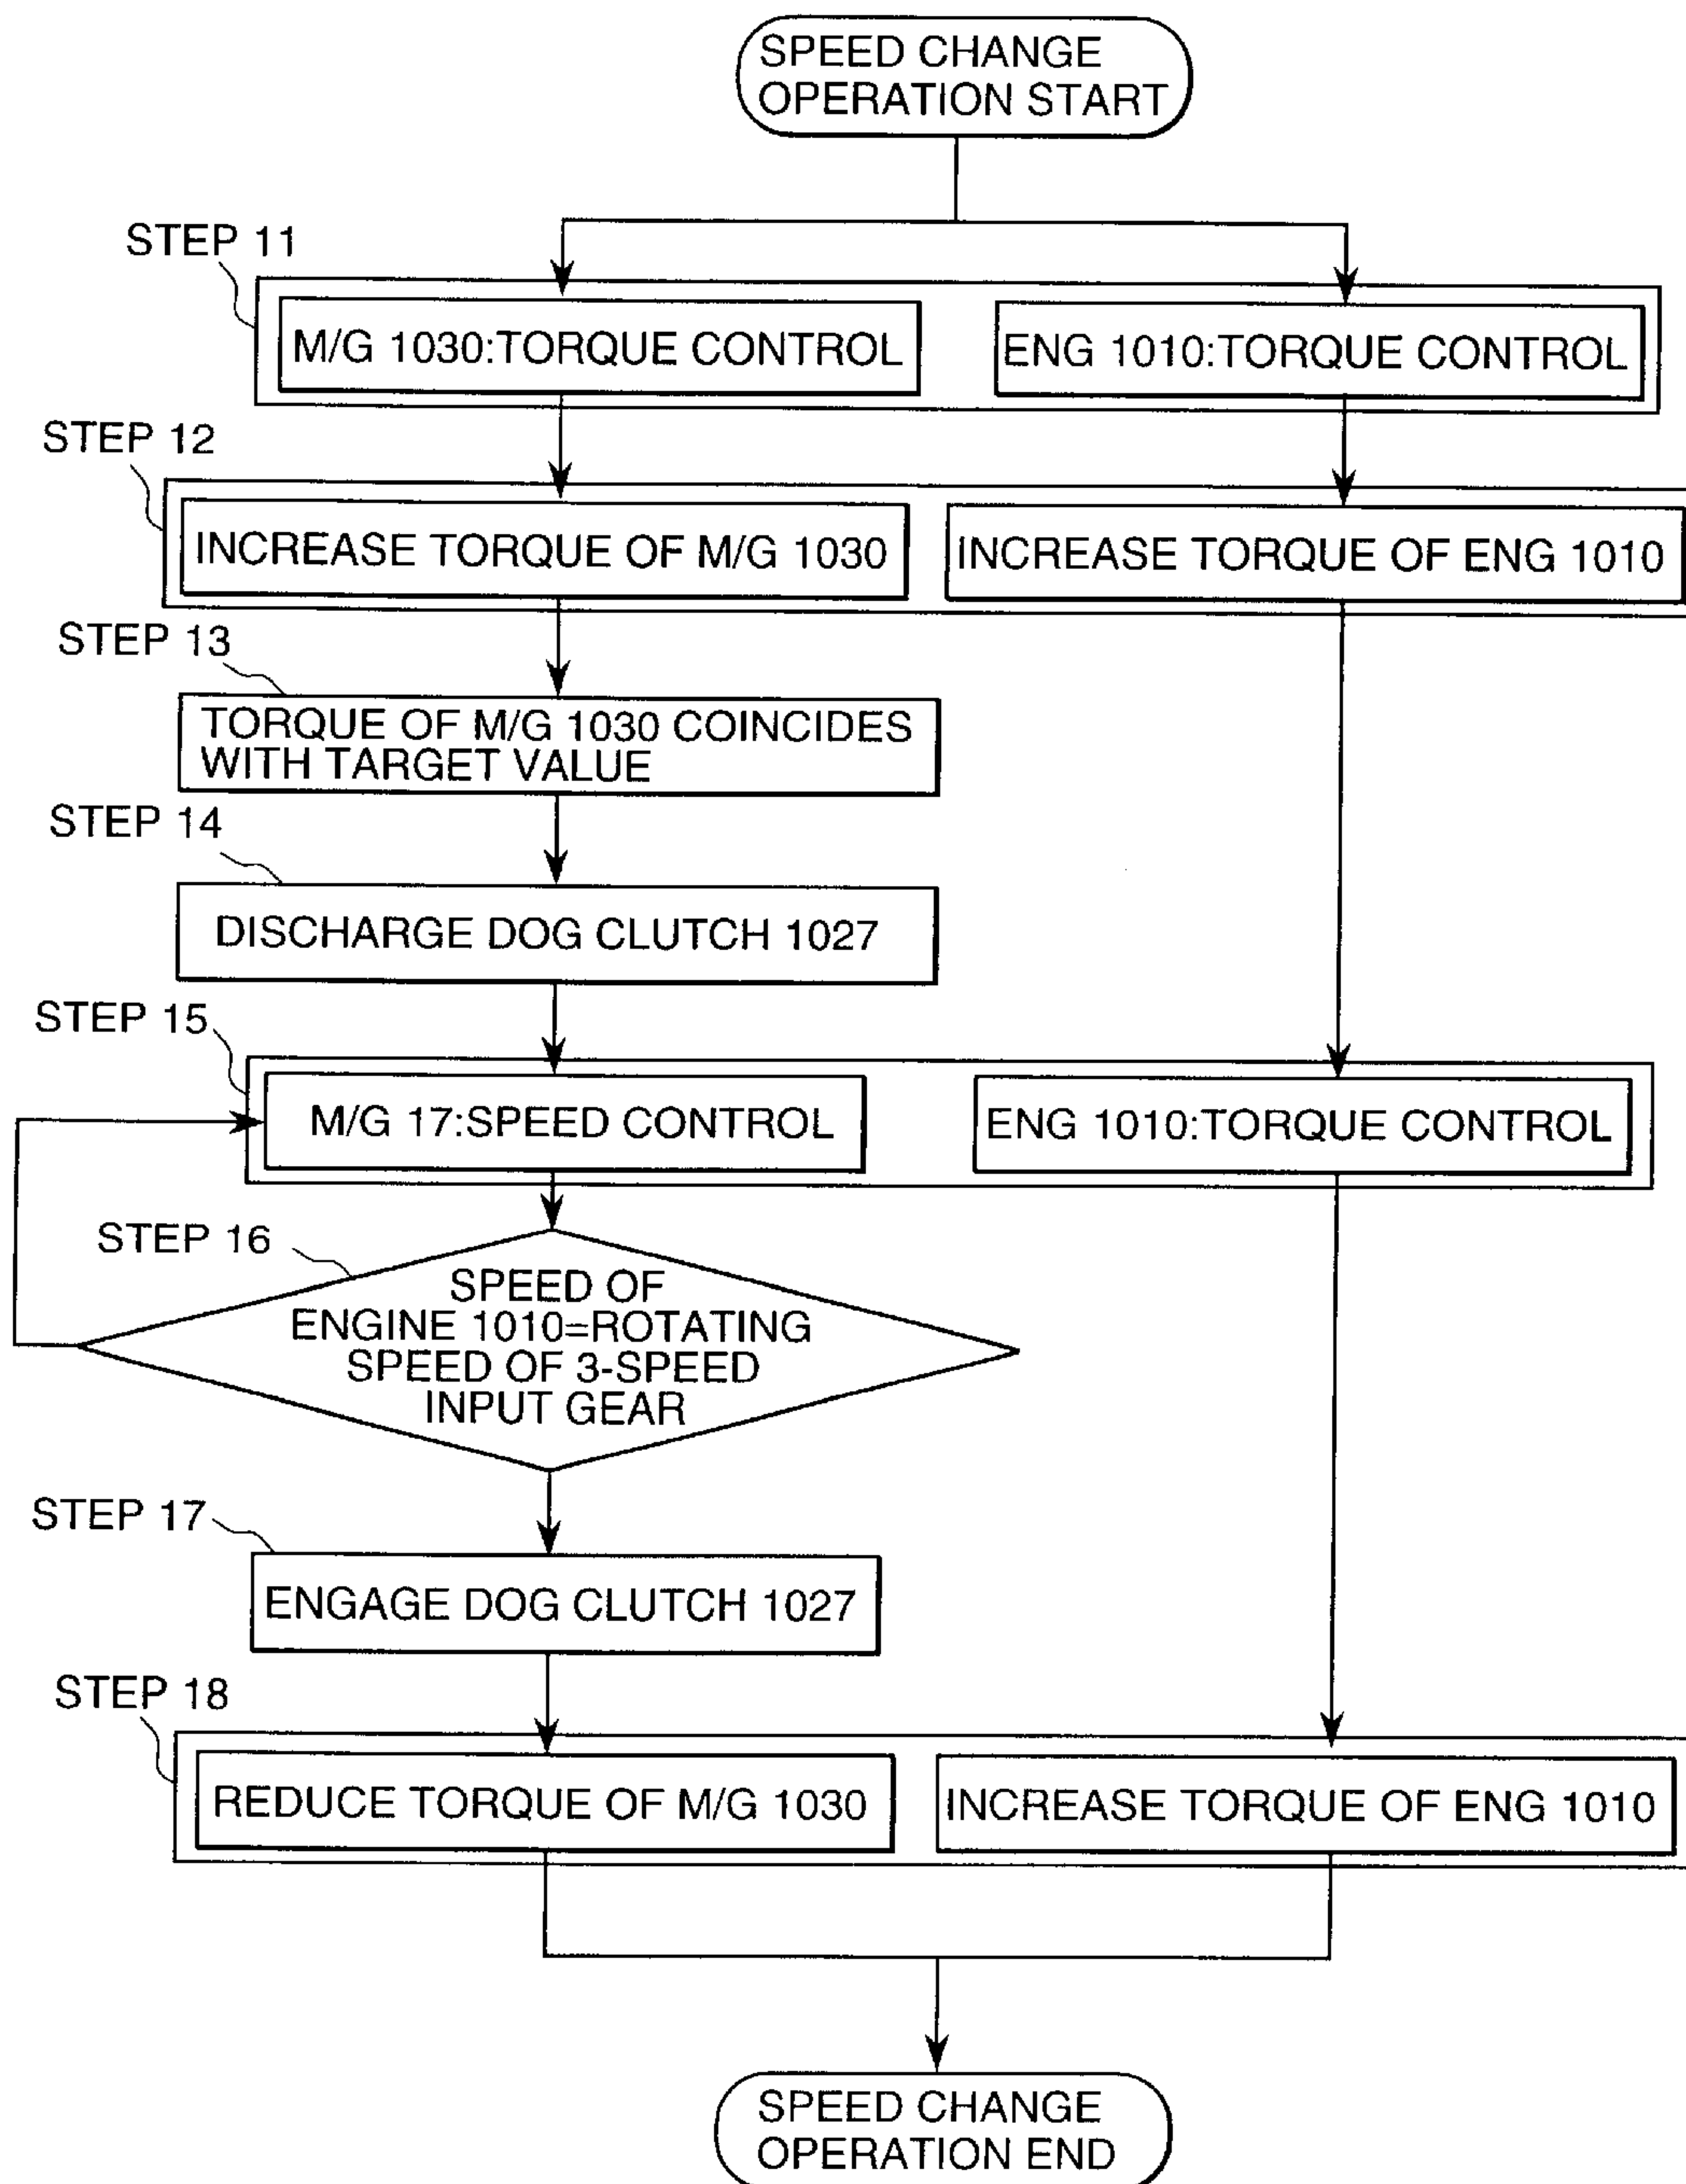 SPEED CHANGE
OPERATION START
STEP 11
M/G 1030:TORQUE CONTROL
ENG 1010:TORQUE CONTROL
STEP 12
INCREASE TORQUE OF M/G 1030
INCREASE TORQUE OF ENG 1010
STEP 13
TORQUE OF M/G 1030 COINCIDES
WITH TARGET VALUE
STEP 14
DISCHARGE DOG CLUTCH 1027
STEP 15
M/G 17:SPEED CONTROL
ENG 1010:TORQUE CONTROL
STEP 16
SPEED OF
ENGINE 1010=ROTATING
SPEED OF 3-SPEED
INPUT GEAR
STEP 17
ENGAGE DOG CLUTCH 1027
STEP 18
REDUCE TORQUE OF M/G 1030
INCREASE TORQUE OF ENG 1010
SPEED CHANGE
OPERATION END